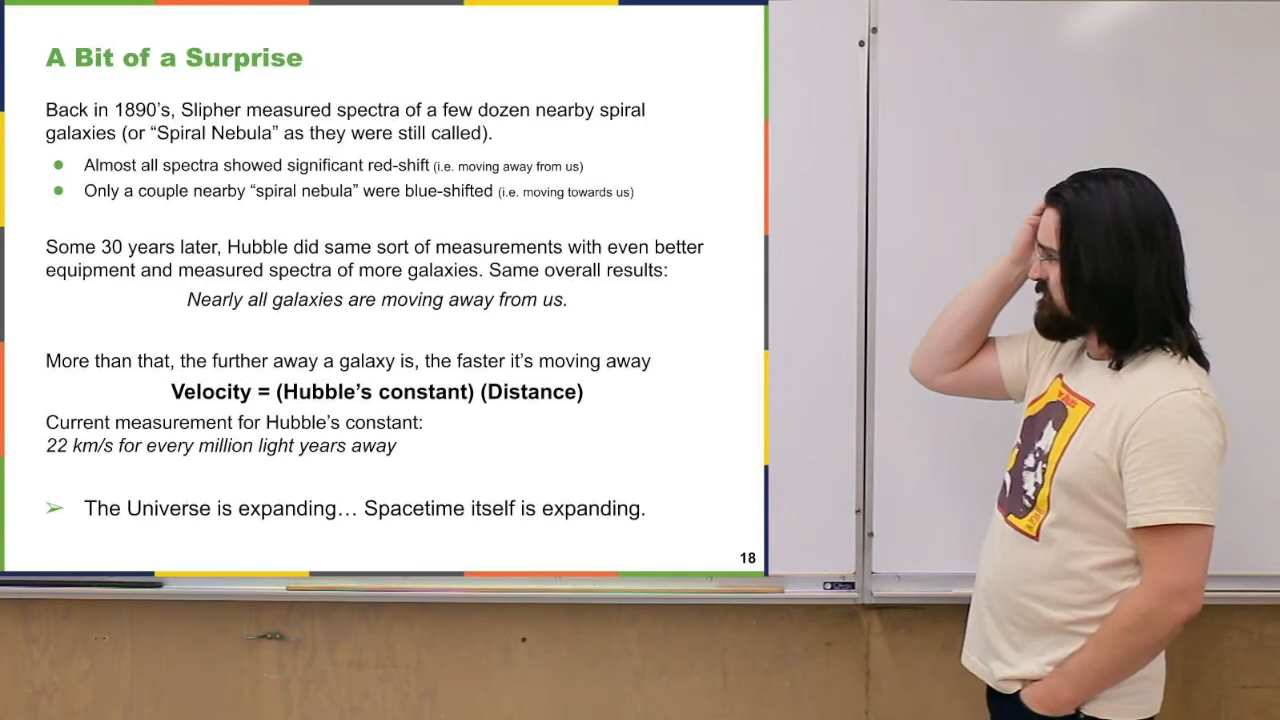 A Bit of a Surprise
Back in 1890's, Slipher measured spectra of a few dozen nearby spiral
galaxies (or “Spiral Nebula” as they were still called).
Almost all spectra showed significant red-shift (i.e. moving away from us)
Only a couple nearby “spiral nebula” were blue-shifted (i.e. moving towards us)
Some 30 years later, Hubble did same sort of measurements with even better
equipment and measured spectra of more galaxies. Same overall results:
Nearly all galaxies are moving away from us.
More than that, the further away a galaxy is, the faster it’s moving away
Velocity = (Hubble’s constant) (Distance)
Current measurement for Hubble’s constant:
22 km/s for every million light years away
➢ The Universe is expanding… Spacetime itself is expanding.
18